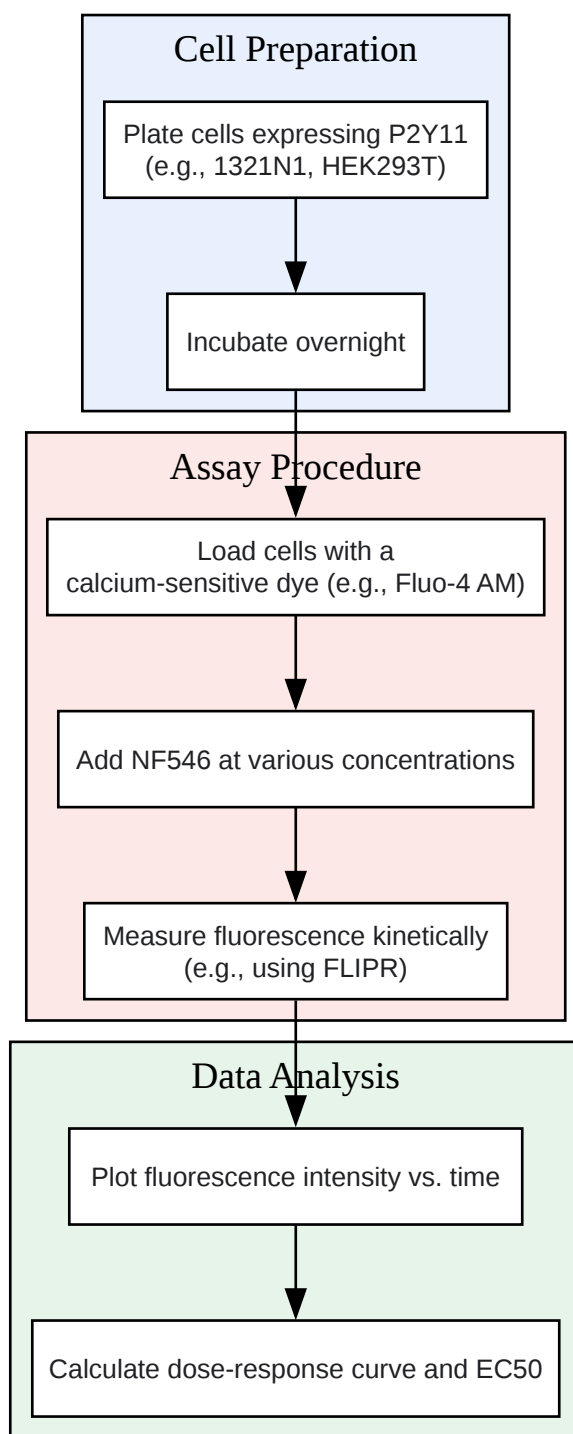 Cell Preparation
Plate cells expressing P2Y11
(e.g., 1321N1, HEK293T)
Incubate overnight
Assay Procedure
Load cells with a
calcium-sensitive dye (e.g., Fluo-4 AM)
Add NF546 at various concentrations
Measure fluorescence kinetically
(e.g., using FLIPR)
Data Analysis
Plot fluorescence intensity vs. time
Calculate dose-response curve and EC50